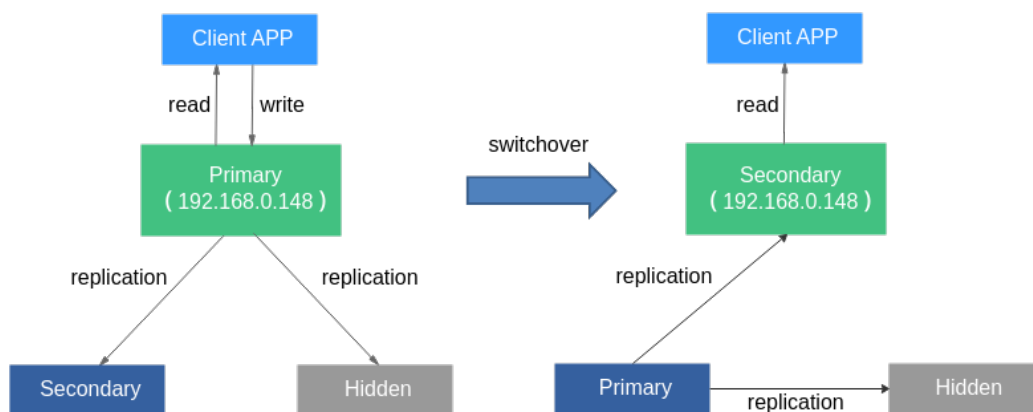 Client APP
read
write
Primary
( 192.168.0.148 )
replication
replication
Secondary
Hidden
switchover
Client APP
read
Secondary
( 192.168.0.148 )
replication
Primary
replication
Hidden